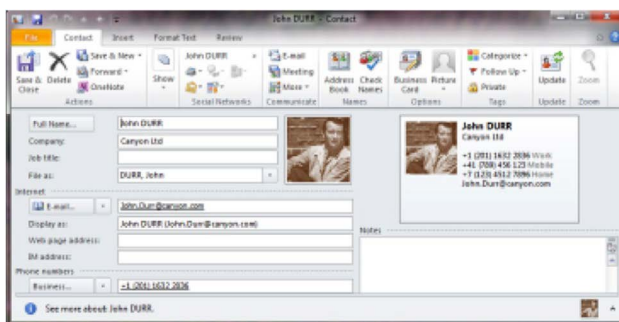 John DURR - Contact
File Contact Insert Format Text Review
Save & Close
Delete
Save & New
Forward
OneNote
Actions
Show
John DURR
Social Networks
E-mail
Meeting
More
Communicate
Address Book
Check Names
Names
Business Card
Picture
Options
Categorize
Follow Up
Private
Tags
Update
Update
Zoom
Zoom
Full Name... John DURR
Company: Canyon Ltd
Job title:
File as: DURR, John
Internet
E-mail... John.Durr@canyon.com
Display as: John DURR (John.Durr@canyon.com)
Web page address:
IM address:
Phone numbers
Business... +1 (201) 1632 2836
John DURR
Canyon Ltd
+1 (201) 1632 2836 Work
+41 (789) 456 123 Mobile
+7 (123) 4512 7896 Home
John.Durr@canyon.com
Notes
See more about: John DURR.